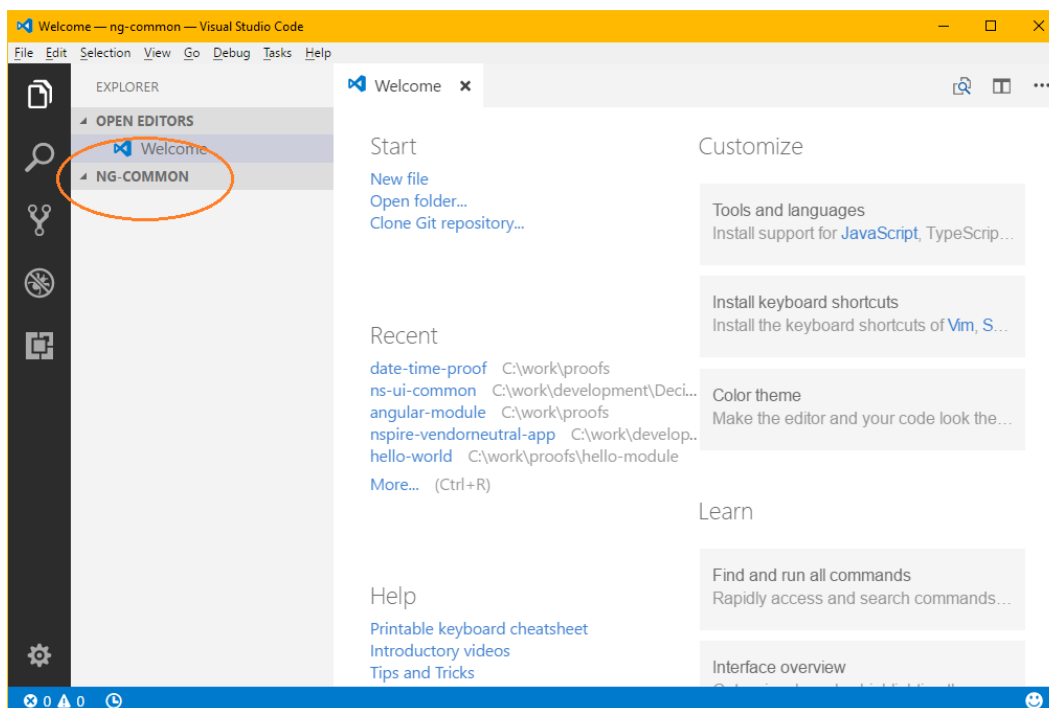 Welcome — ng-common — Visual Studio Code
File Edit Selection View Go Debug Tasks Help
EXPLORER
OPEN EDITORS
Welcome
NG-COMMON
Welcome
Start
New file
Open folder...
Clone Git repository...
Recent
date-time-proof C:\work\proofs
ns-ui-common C:\work\development\Deci...
angular-module C:\work\proofs
nspire-vendorneutral-app C:\work\develop..
hello-world C:\work\proofs\hello-module
More... (Ctrl+R)
Help
Printable keyboard cheatsheet
Introductory videos
Tips and Tricks
Customize
Tools and languages
Install support for JavaScript, TypeScrip...
Install keyboard shortcuts
Install the keyboard shortcuts of Vim, S...
Color theme
Make the editor and your code look the...
Learn
Find and run all commands
Rapidly access and search commands...
Interface overview
0 0